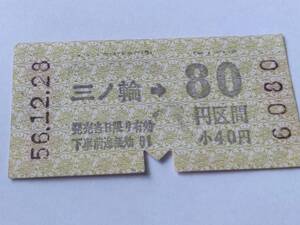 三ノ輪→80
円区間
発売当日限り有効
下車前途無効 01
小40円
56.12.28
6080